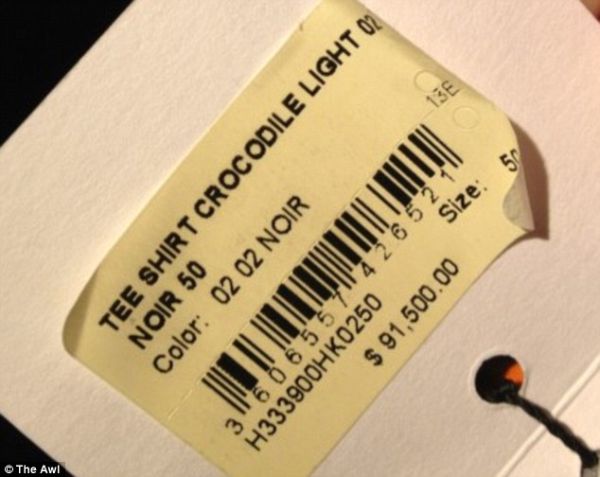 TEE SHIRT CROCODILE LIGHT 02
NOIR 50
Color: 02 02 NOIR
13E
3 606557 426521
Size: 50
H333900HK0250
$ 91,500.00
© The Awl